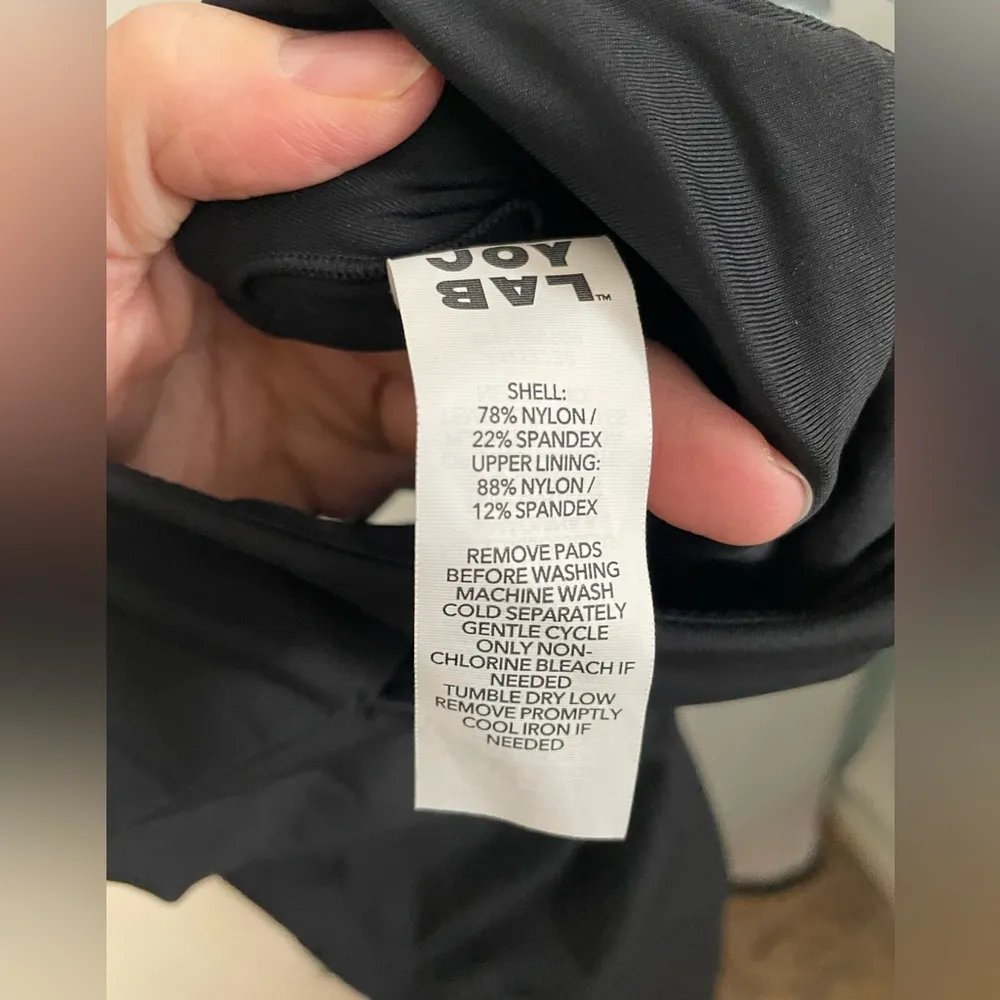 JOY
LAB™
SHELL:
78% NYLON /
22% SPANDEX
UPPER LINING:
88% NYLON /
12% SPANDEX
REMOVE PADS
BEFORE WASHING
MACHINE WASH
COLD SEPARATELY
GENTLE CYCLE
ONLY NON-
CHLORINE BLEACH IF
NEEDED
TUMBLE DRY LOW
REMOVE PROMPTLY
COOL IRON IF
NEEDED